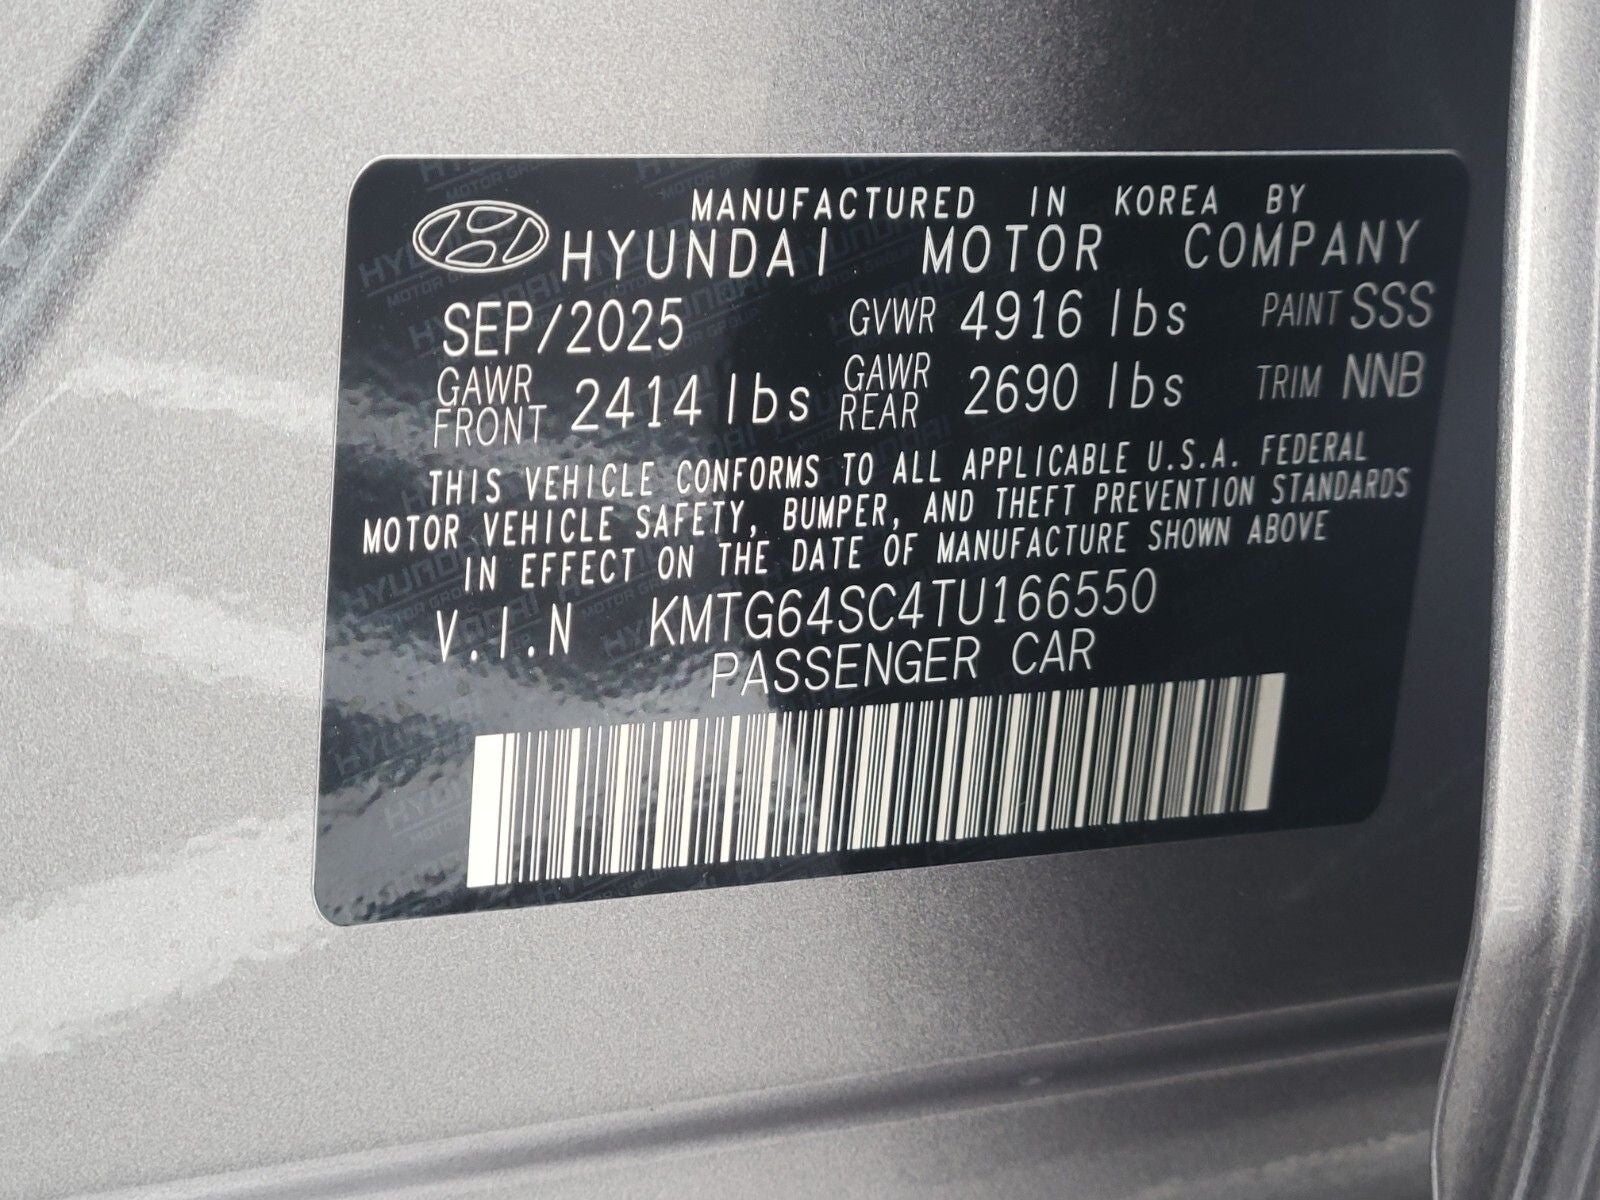 MANUFACTURED IN KOREA BY
HYUNDAI MOTOR COMPANY
SEP/2025 GVWR 4916 lbs PAINT SSS
GAWR FRONT 2414 lbs GAWR REAR 2690 lbs TRIM NNB
THIS VEHICLE CONFORMS TO ALL APPLICABLE U.S.A. FEDERAL
MOTOR VEHICLE SAFETY, BUMPER, AND THEFT PREVENTION STANDARDS
IN EFFECT ON THE DATE OF MANUFACTURE SHOWN ABOVE
V.I.N KMTG64SC4TU166550
PASSENGER CAR